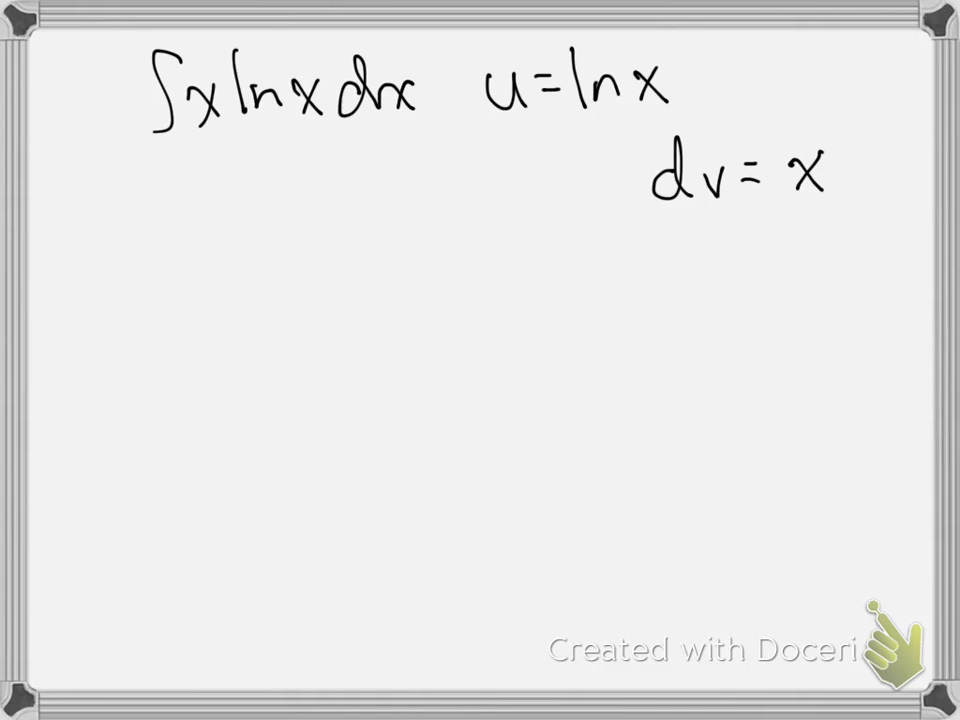 ∫x ln x dx u = ln x
dv = x
Created with Doceri